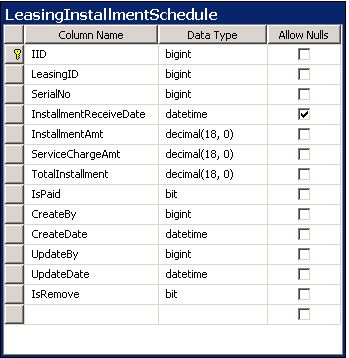 LeasingInstallmentSchedule
Column Name Data Type Allow Nulls
IID bigint
LeasingID bigint
SerialNo bigint
InstallmentReceiveDate datetime
InstallmentAmt decimal(18, 0)
ServiceChargeAmt decimal(18, 0)
TotalInstallment decimal(18, 0)
IsPaid bit
CreateBy bigint
CreateDate datetime
UpdateBy bigint
UpdateDate datetime
IsRemove bit